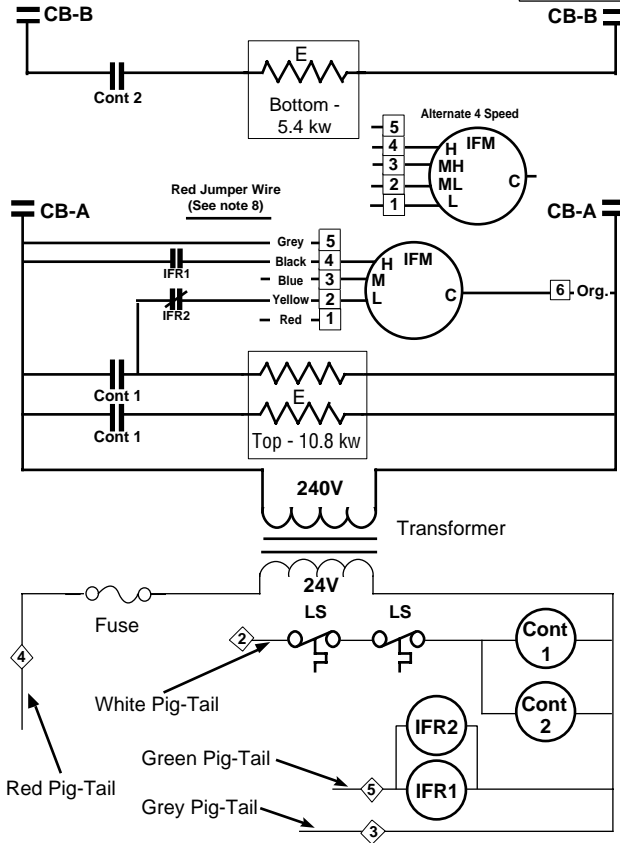 CB-B CB-B
Cont 2
E
Bottom -
5.4 kw
Alternate 4 Speed
5
4 H IFM
3 MH
2 ML C
1 L
Red Jumper Wire
(See note 8)
CB-A CB-A
Grey 5
IFR1 Black 4 H IFM
Blue 3 M
IFR2 Yellow 2 L C 6 Org.
Red 1
Cont 1
E
Cont 1
Top - 10.8 kw
240V
Transformer
24V
Fuse
LS LS
2
Cont
1
4
White Pig-Tail
Cont
2
IFR2
Green Pig-Tail
5 IFR1
Red Pig-Tail
Grey Pig-Tail
3